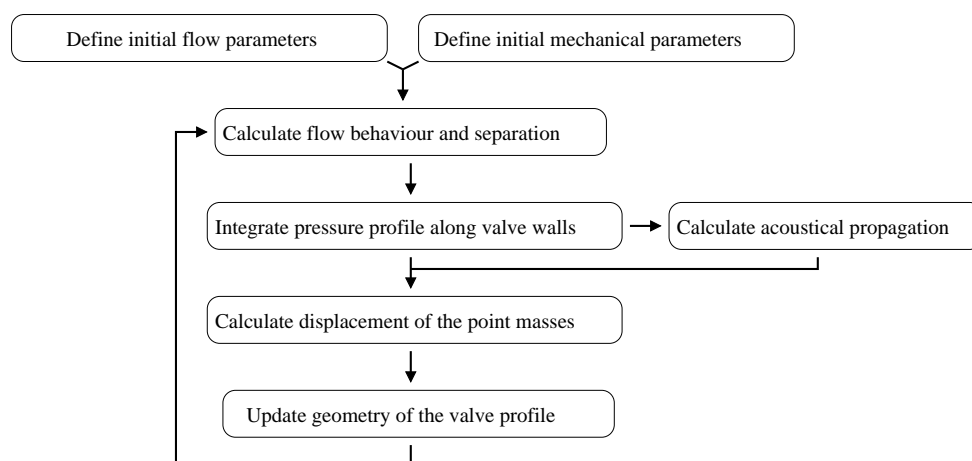 Define initial flow parameters
Define initial mechanical parameters
Calculate flow behaviour and separation
Integrate pressure profile along valve walls
Calculate acoustical propagation
Calculate displacement of the point masses
Update geometry of the valve profile